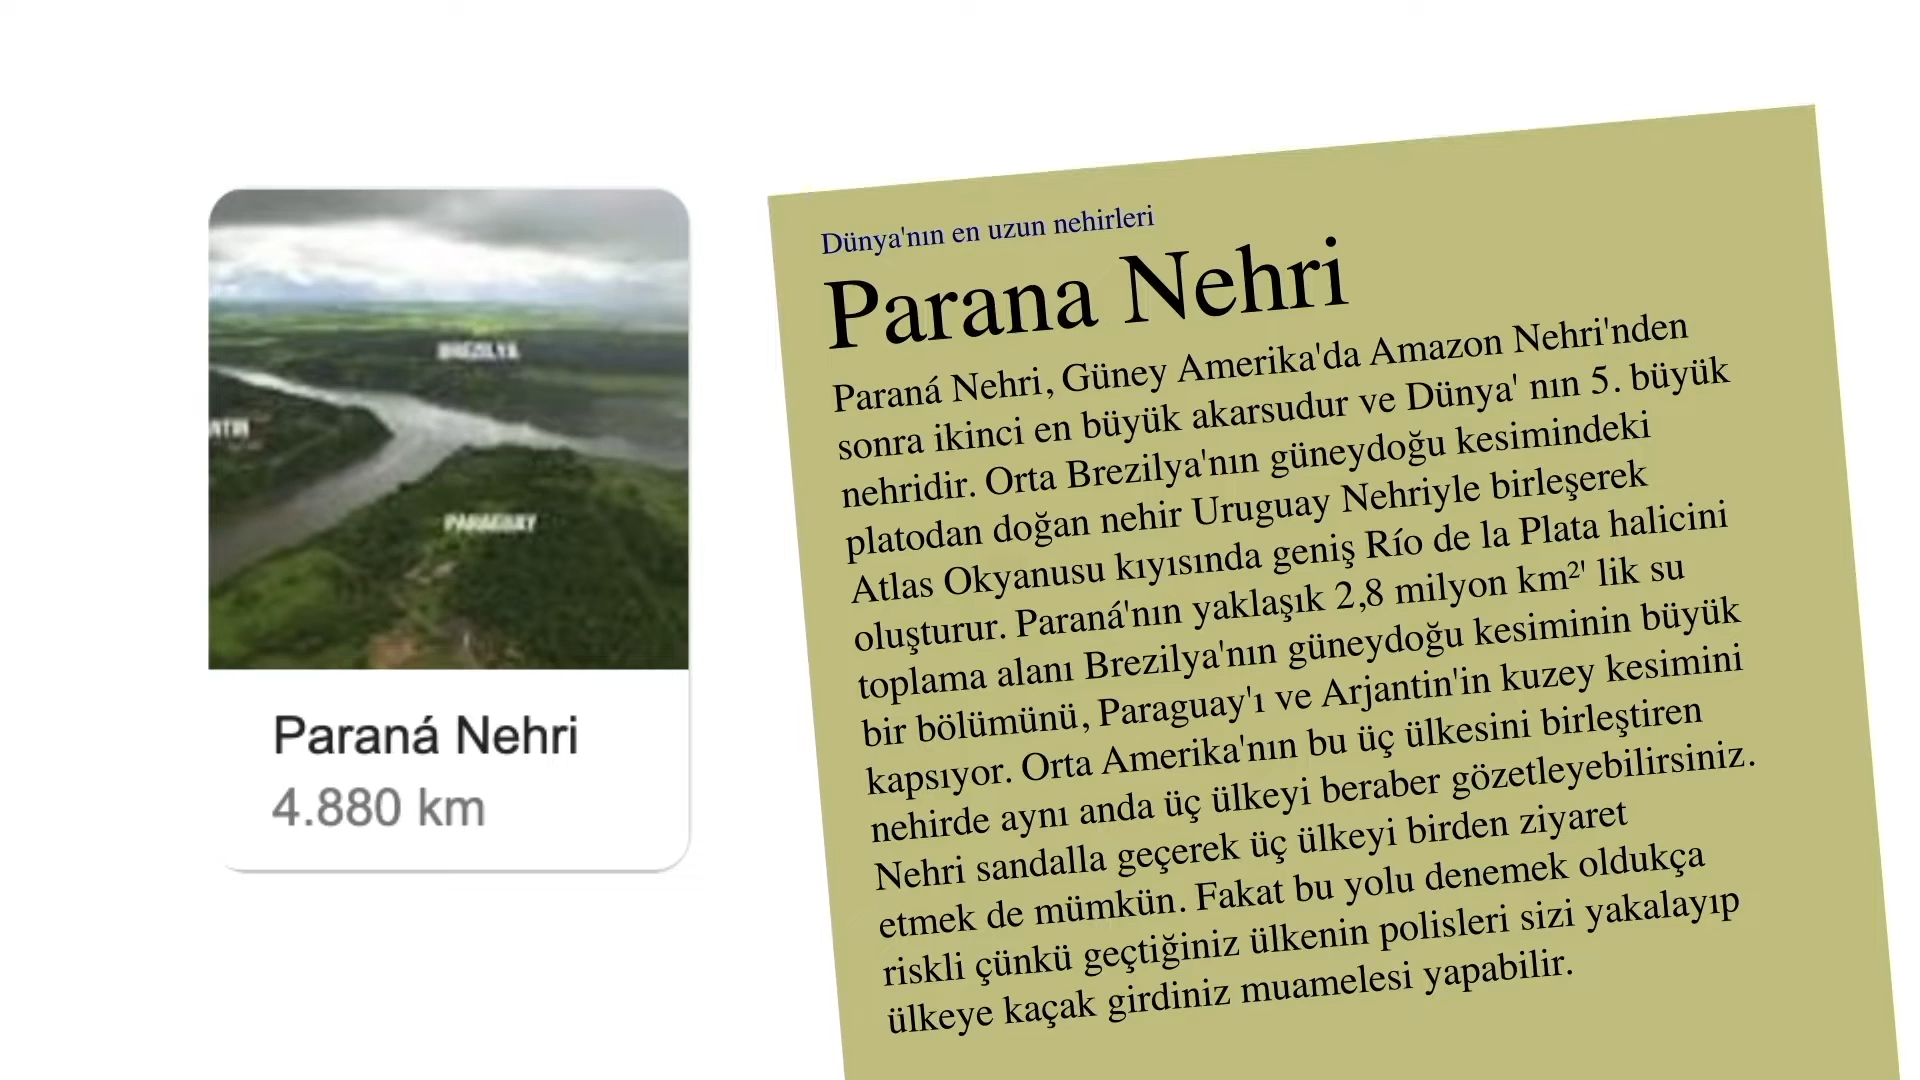 BREZİLYA
PARAGUAY
Paraná Nehri
4.880 km
Dünya'nın en uzun nehirleri
Parana Nehri
Paraná Nehri, Güney Amerika'da Amazon Nehri'nden
sonra ikinci en büyük akarsudur ve Dünya' nın 5. büyük
nehridir. Orta Brezilya'nın güneydoğu kesimindeki
platodan doğan nehir Uruguay Nehriyle birleşerek
Atlas Okyanusu kıyısında geniş Río de la Plata halicini
oluşturur. Paraná'nın yaklaşık 2,8 milyon km²' lik su
toplama alanı Brezilya'nın güneydoğu kesiminin büyük
bir bölümünü, Paraguay'ı ve Arjantin'in kuzey kesimini
kapsıyor. Orta Amerika'nın bu üç ülkesini birleştiren
nehirde aynı anda üç ülkeyi beraber gözetleyebilirsiniz.
Nehri sandalla geçerek üç ülkeyi birden ziyaret
etmek de mümkün. Fakat bu yolu denemek oldukça
riskli çünkü geçtiğiniz ülkenin polisleri sizi yakalayıp
ülkeye kaçak girdiniz muamelesi yapabilir.